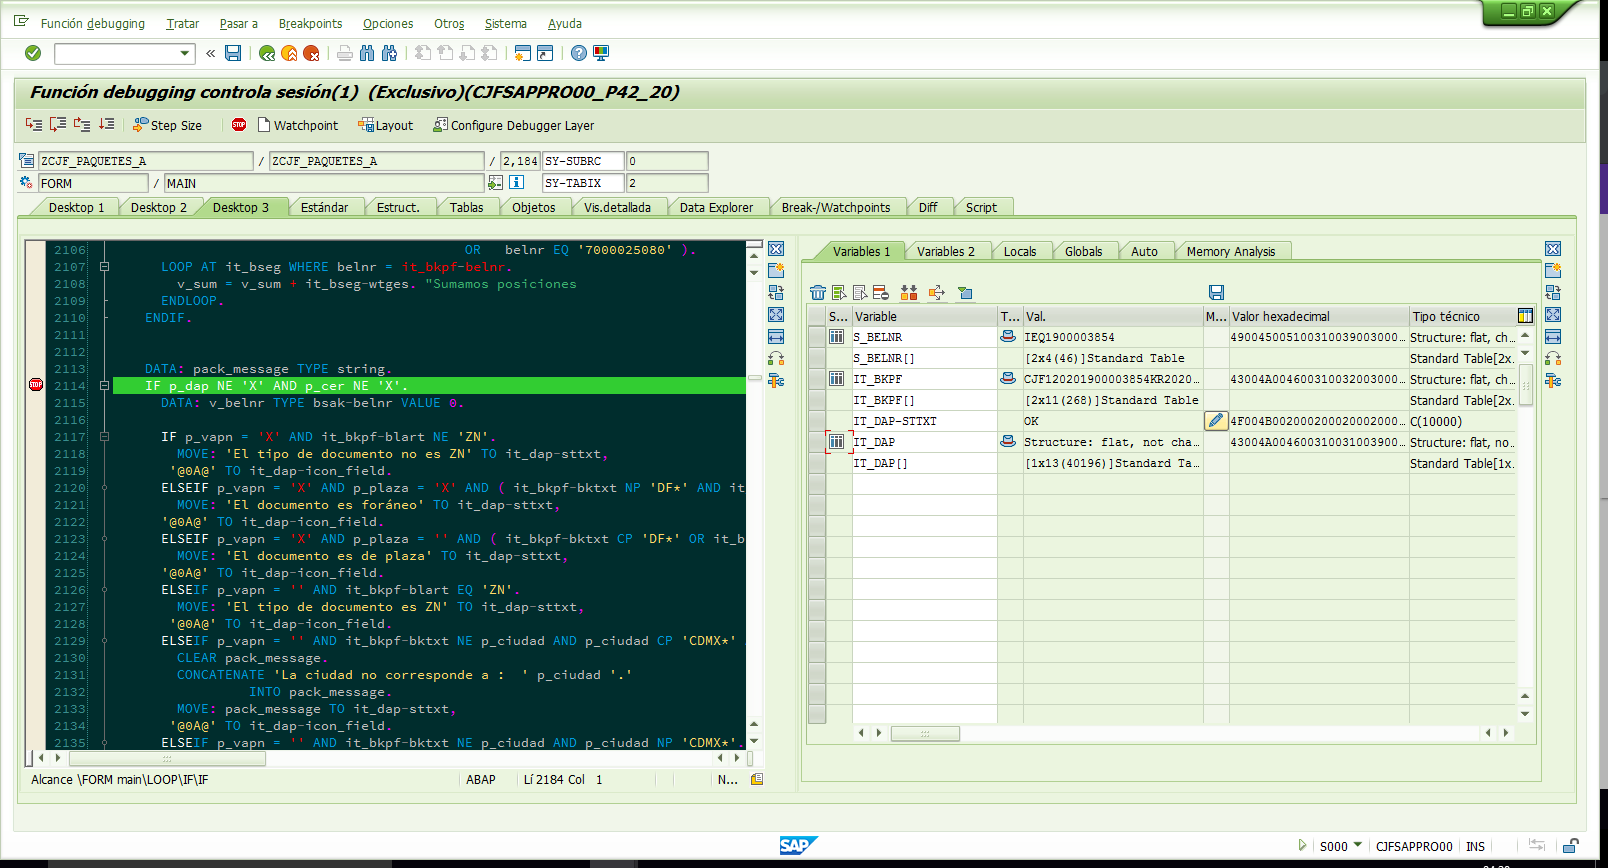 Función debugging Tratar Pasar a Breakpoints Opciones Otros Sistema Ayuda
Función debugging controla sesión(1) (Exclusivo)(CJFSAPPRO00_P42_20)
Step Size STOP Watchpoint Layout Configure Debugger Layer
ZCJF_PAQUETES_A / ZCJF_PAQUETES_A / 2,184 SY-SUBRC 0
FORM / MAIN SY-TABIX 2
Desktop 1 Desktop 2 Desktop 3 Estándar Estruct. Tablas Objetos Vis.detallada Data Explorer Break-/Watchpoints Diff Script
2106 OR belnr EQ '7000025080' ).
2107 LOOP AT it_bseg WHERE belnr = it_bkpf-belnr.
2108 v_sum = v_sum + it_bseg-wtges. "Sumamos posiciones
2109 ENDLOOP.
2110 ENDIF.
2111
2112
2113 DATA: pack_message TYPE string.
STOP 2114 IF p_dap NE 'X' AND p_cer NE 'X'.
2115 DATA: v_belnr TYPE bsak-belnr VALUE 0.
2116
2117 IF p_vapn = 'X' AND it_bkpf-blart NE 'ZN'.
2118 MOVE: 'El tipo de documento no es ZN' TO it_dap-sttxt,
2119 '@0A@' TO it_dap-icon_field.
2120 ELSEIF p_vapn = 'X' AND p_plaza = 'X' AND ( it_bkpf-bktxt NP 'DF*' AND it
2121 MOVE: 'El documento es foráneo' TO it_dap-sttxt,
2122 '@0A@' TO it_dap-icon_field.
2123 ELSEIF p_vapn = 'X' AND p_plaza = '' AND ( it_bkpf-bktxt CP 'DF*' OR it_b
2124 MOVE: 'El documento es de plaza' TO it_dap-sttxt,
2125 '@0A@' TO it_dap-icon_field.
2126 ELSEIF p_vapn = '' AND it_bkpf-blart EQ 'ZN'.
2127 MOVE: 'El tipo de documento es ZN' TO it_dap-sttxt,
2128 '@0A@' TO it_dap-icon_field.
2129 ELSEIF p_vapn = '' AND it_bkpf-bktxt NE p_ciudad AND p_ciudad CP 'CDMX*'
2130 CLEAR pack_message.
2131 CONCATENATE 'La ciudad no corresponde a :  ' p_ciudad '.'
2132 INTO pack_message.
2133 MOVE: pack_message TO it_dap-sttxt,
2134 '@0A@' TO it_dap-icon_field.
2135 ELSEIF p_vapn = '' AND it_bkpf-bktxt NE p_ciudad AND p_ciudad NP 'CDMX*'.
Alcance \FORM main\LOOP\IF\IF ABAP Lí 2184 Col 1 N...
Variables 1 Variables 2 Locals Globals Auto Memory Analysis
S... Variable T... Val. M... Valor hexadecimal Tipo técnico
S_BELNR IEQ1900003854 490045005100310039003000... Structure: flat, ch...
S_BELNR[] [2x4(46)]Standard Table Standard Table[2x.
IT_BKPF CJF120201900003854KR2020... 43004A004600310032003000... Structure: flat, ch...
IT_BKPF[] [2x11(268)]Standard Table Standard Table[2x.
IT_DAP-STTXT OK 4F004B002000200020002000... C(10000)
IT_DAP Structure: flat, not cha... 43004A004600310031003900... Structure: flat, no...
IT_DAP[] [1x13(40196)]Standard Ta... Standard Table[1x.
SAP S000 CJFSAPPRO00 INS